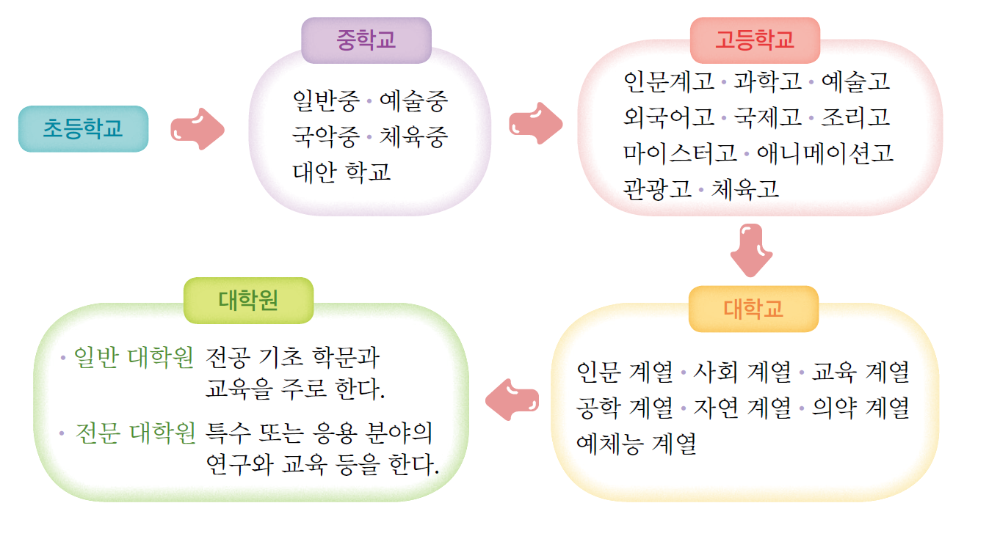 초등학교
중학교
일반중 • 예술중
국악중 • 체육중
대안 학교
고등학교
인문계고 • 과학고 • 예술고
외국어고 • 국제고 • 조리고
마이스터고 • 애니메이션고
관광고 • 체육고
대학교
인문 계열 • 사회 계열 • 교육 계열
공학 계열 • 자연 계열 • 의약 계열
예체능 계열
대학원
• 일반 대학원 전공 기초 학문과
교육을 주로 한다.
• 전문 대학원 특수 또는 응용 분야의
연구와 교육 등을 한다.